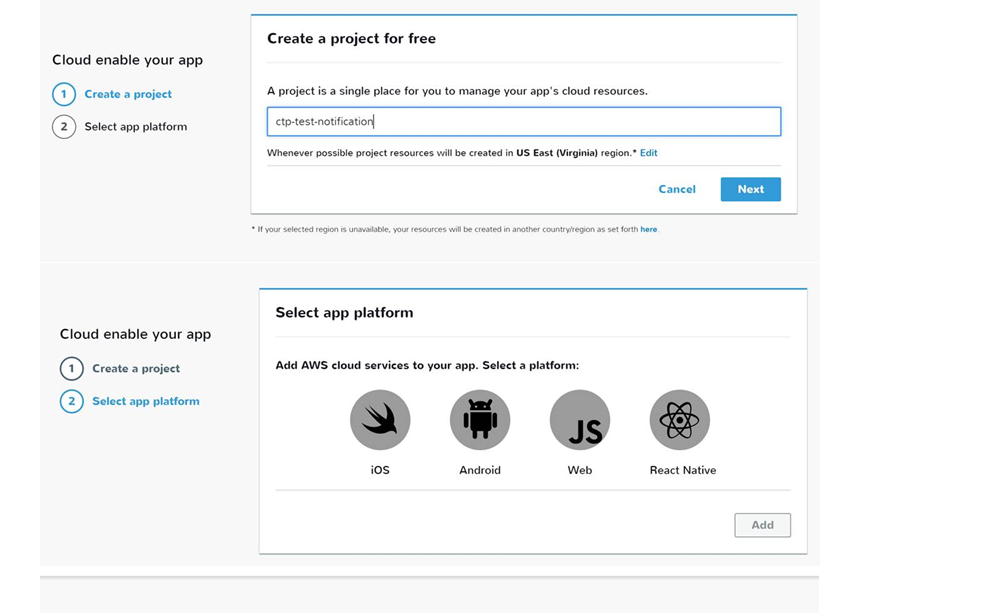 Create a project for free
Cloud enable your app
1 Create a project
2 Select app platform
A project is a single place for you to manage your app's cloud resources.
ctp-test-notification
Whenever possible project resources will be created in US East (Virginia) region.* Edit
Cancel Next
* If your selected region is unavailable, your resources will be created in another country/region as set forth here.
Select app platform
Cloud enable your app
1 Create a project
2 Select app platform
Add AWS cloud services to your app. Select a platform:
JS
iOS Android Web React Native
Add